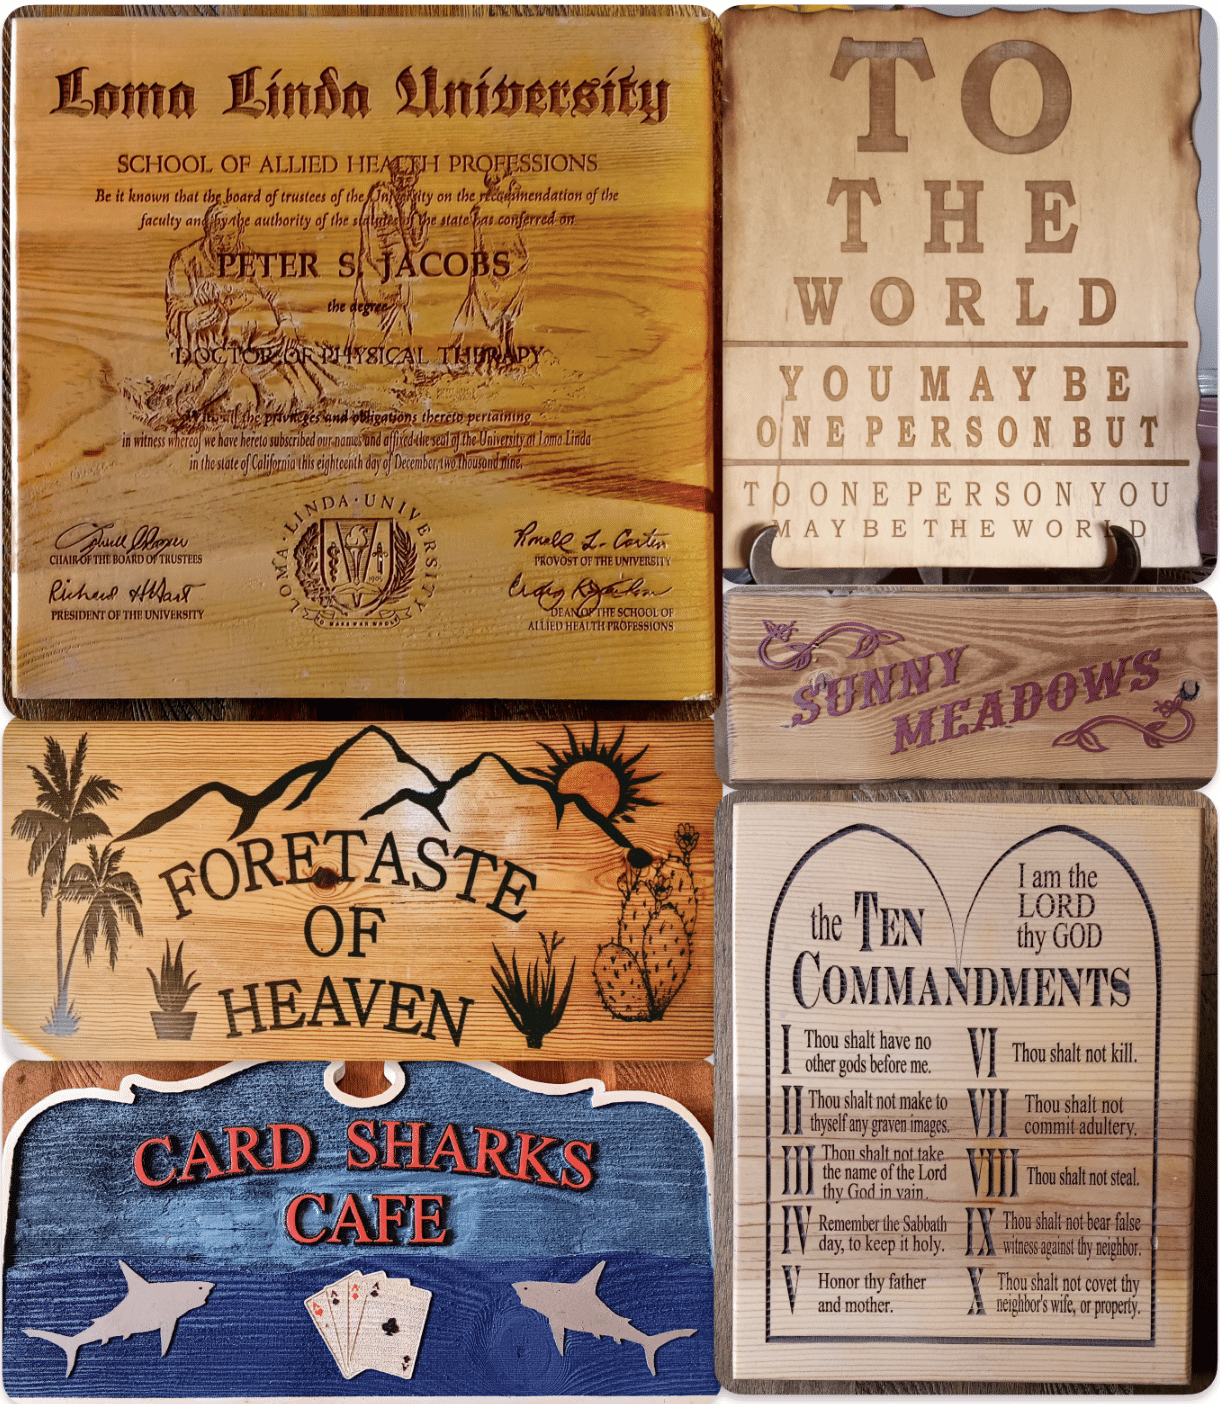 Loma Linda University
SCHOOL OF ALLIED HEALTH PROFESSIONS
Be it known that the board of trustees of the University on the recommendation of the
faculty and by the authority of the statutes of the state has conferred on
PETER S. JACOBS
the degree
DOCTOR OF PHYSICAL THERAPY
With all the privileges and obligations thereto pertaining
in witness whereof we have hereto subscribed our names and affixed the seal of the University at Loma Linda
in the state of California this eighteenth day of December, two thousand nine.
LOMA · LINDA · UNIVERSITY
1905
TO MAKE MAN WHOLE
CHAIR OF THE BOARD OF TRUSTEES
Richard H Hart
PRESIDENT OF THE UNIVERSITY
Ronald L. Carter
PROVOST OF THE UNIVERSITY
Craig R Jackson
DEAN OF THE SCHOOL OF
ALLIED HEALTH PROFESSIONS
TO
THE
WORLD
YOU MAY BE
ONE PERSON BUT
TO ONE PERSON YOU
MAY BE THE WORLD
SUNNY
MEADOWS
FORETASTE
OF
HEAVEN
CARD SHARKS
CAFE
A
A
A
A
A
the TEN
COMMANDMENTS
I am the
LORD
thy GOD
I Thou shalt have no
other gods before me.
II Thou shalt not make to
thyself any graven images.
III Thou shalt not take
the name of the Lord
thy God in vain.
IV Remember the Sabbath
day, to keep it holy.
V Honor thy father
and mother.
VI Thou shalt not kill.
VII Thou shalt not
commit adultery.
VIII Thou shalt not steal.
IX Thou shalt not bear false
witness against thy neighbor.
X Thou shalt not covet thy
neighbor's wife, or property.